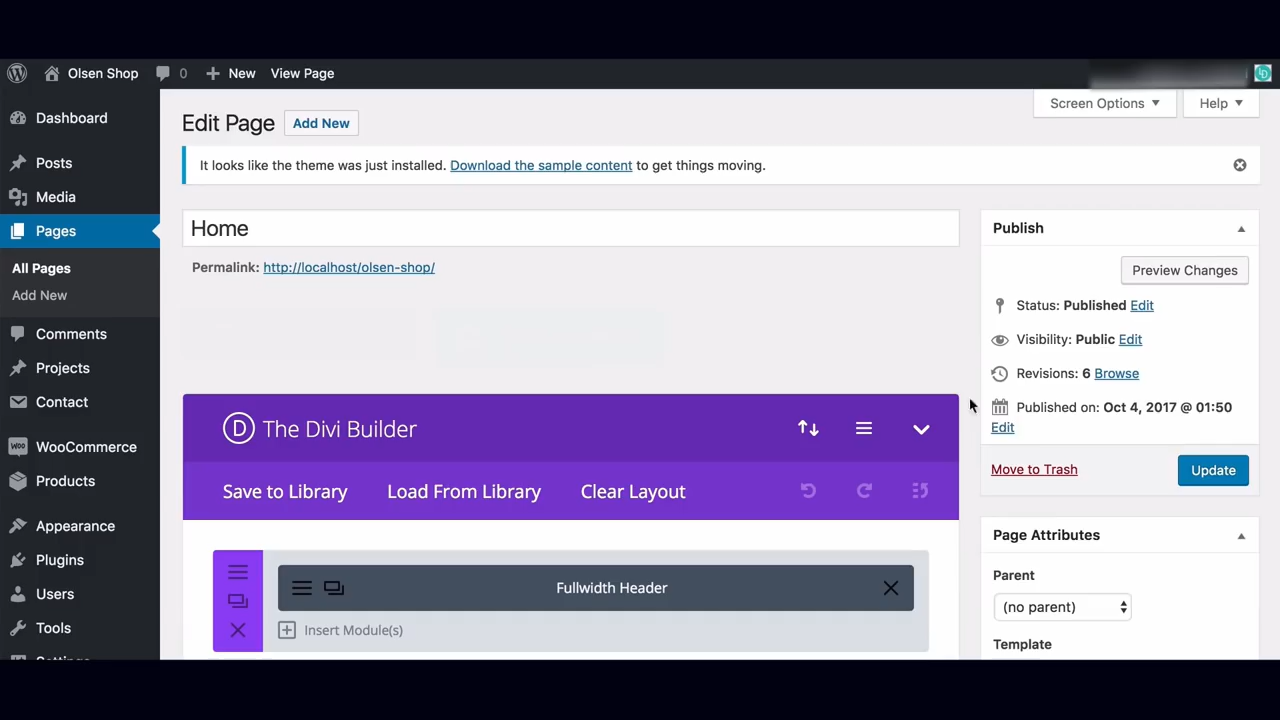 Olsen Shop 0 New View Page
Dashboard
Posts
Media
Pages
All Pages
Add New
Comments
Projects
Contact
WooCommerce
Products
Appearance
Plugins
Users
Tools
Screen Options Help
Edit Page Add New
It looks like the theme was just installed. Download the sample content to get things moving.
Home
Permalink: http://localhost/olsen-shop/
D The Divi Builder
Save to Library Load From Library Clear Layout
Fullwidth Header
Insert Module(s)
Publish
Preview Changes
Status: Published Edit
Visibility: Public Edit
Revisions: 6 Browse
Published on: Oct 4, 2017 @ 01:50
Edit
Move to Trash Update
Page Attributes
Parent
(no parent)
Template